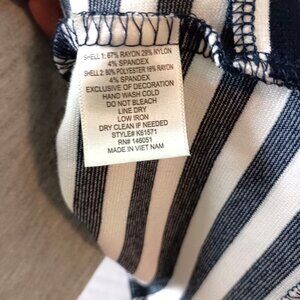 SHELL 1: 67% RAYON 29% NYLON
4% SPANDEX
SHELL 2: 80% POLYESTER 16% RAYON
4% SPANDEX
EXCLUSIVE OF DECORATION
HAND WASH COLD
DO NOT BLEACH
LINE DRY
LOW IRON
DRY CLEAN IF NEEDED
STYLE# K61571
RN# 146051
MADE IN VIET NAM